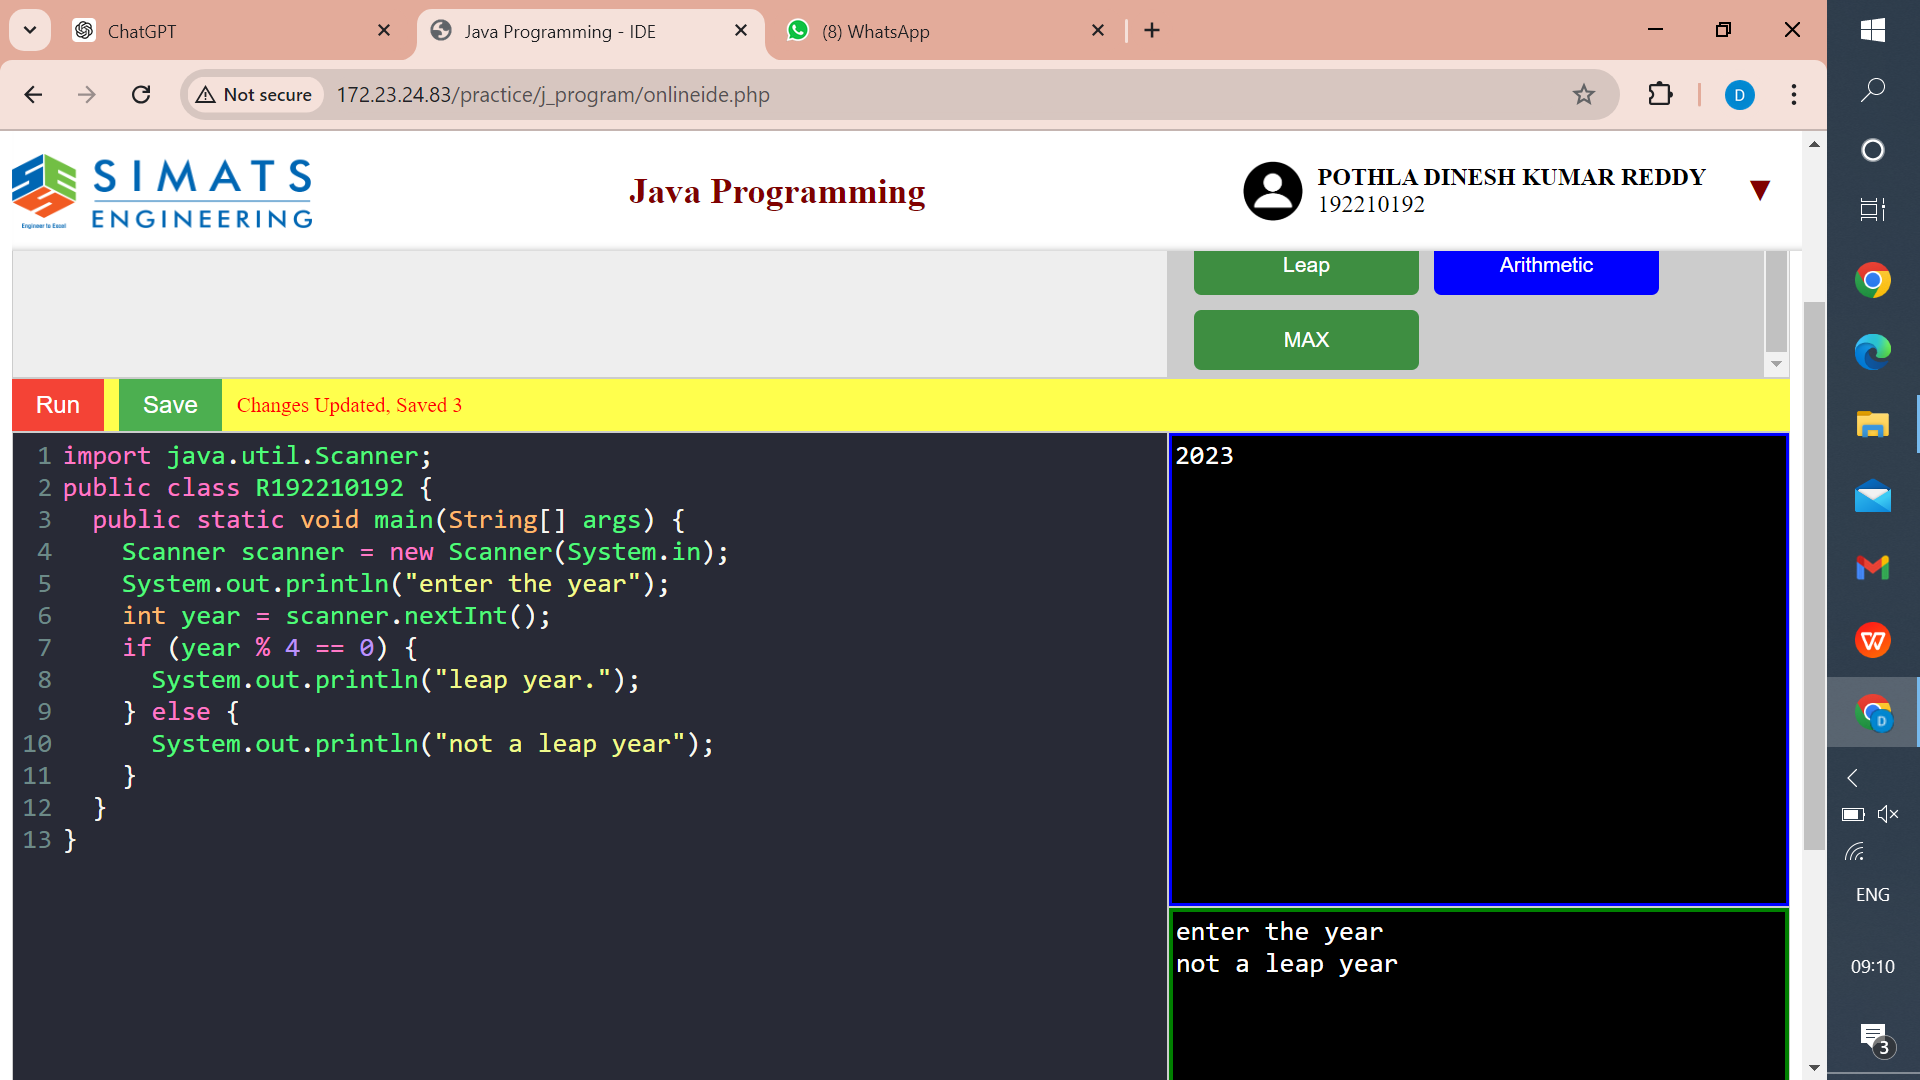 ChatGPT
Java Programming - IDE
(8) WhatsApp
Not secure
172.23.24.83/practice/j_program/onlineide.php
D
SIMATS
ENGINEERING
Engineer to Excel
Java Programming
POTHLA DINESH KUMAR REDDY
192210192
Leap
Arithmetic
MAX
Run
Save
Changes Updated, Saved 3
1 import java.util.Scanner;
2 public class R192210192 {
3   public static void main(String[] args) {
4     Scanner scanner = new Scanner(System.in);
5     System.out.println("enter the year");
6     int year = scanner.nextInt();
7     if (year % 4 == 0) {
8       System.out.println("leap year.");
9     } else {
10       System.out.println("not a leap year");
11     }
12   }
13 }
2023
enter the year
not a leap year
W
D
ENG
09:10
3